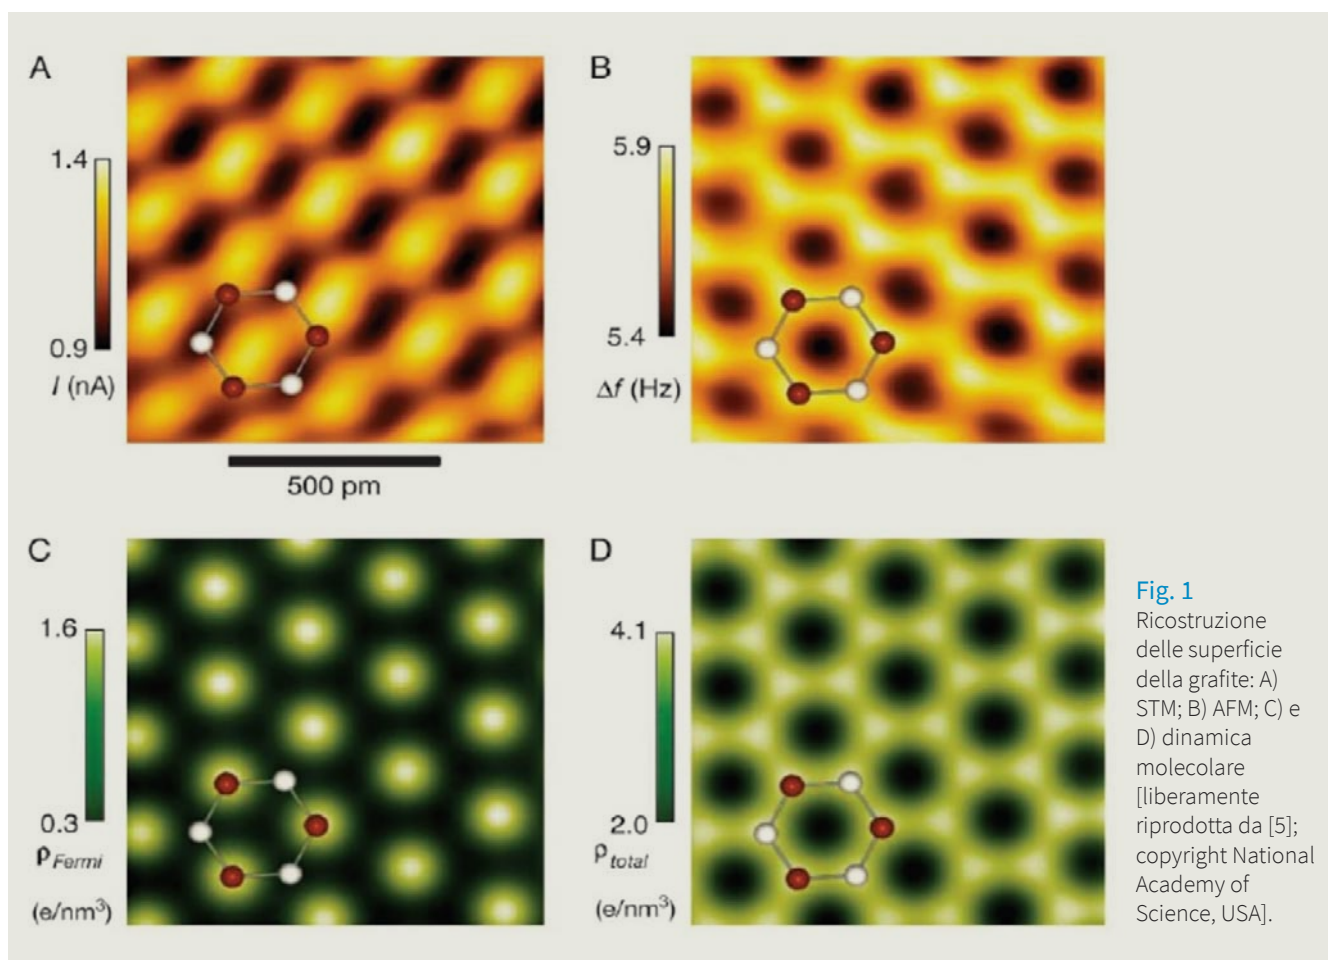 A
1.4
0.9
I (nA)
B
5.9
5.4
Δf (Hz)
500 pm
C
1.6
0.3
ρFermi
(e/nm³)
D
4.1
2.0
ρtotal
(e/nm³)
Fig. 1
Ricostruzione
delle superficie
della grafite: A)
STM; B) AFM; C) e
D) dinamica
molecolare
[liberamente
riprodotta da [5];
copyright National
Academy of
Science, USA].